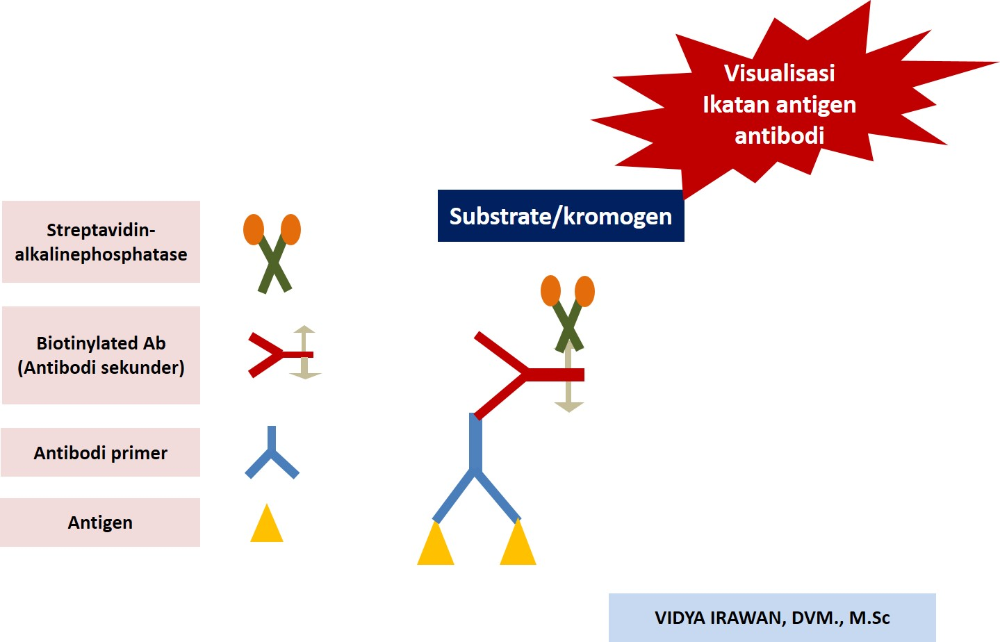 Visualisasi
Ikatan antigen
antibodi
Substrate/kromogen
Streptavidin-
alkalinephosphatase
Biotinylated Ab
(Antibodi sekunder)
Antibodi primer
Antigen
VIDYA IRAWAN, DVM., M.Sc